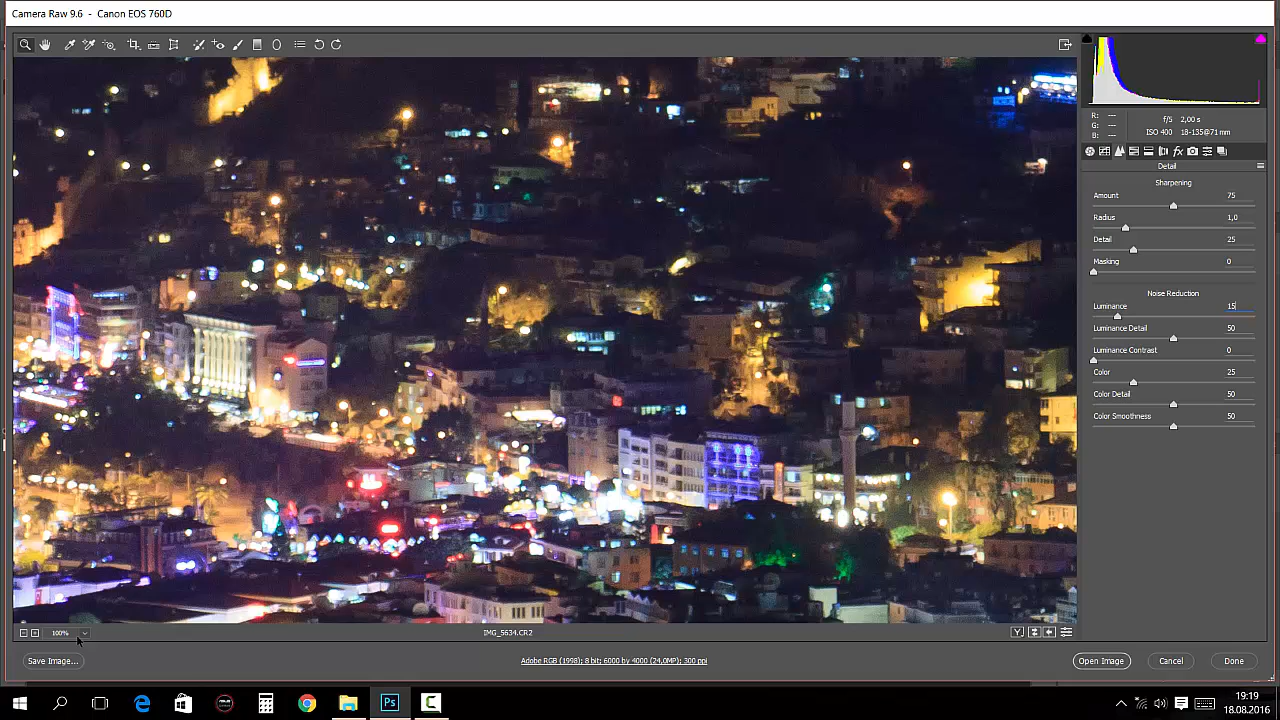 Camera Raw 9.6 - Canon EOS 760D
R: ---
G: ---
B: ---
f/5 2,00 s
ISO 400 18-135@71 mm
Detail
Sharpening
Amount 75
Radius 1,0
Detail 25
Masking 0
Noise Reduction
Luminance 15
Luminance Detail 50
Luminance Contrast 0
Color 25
Color Detail 50
Color Smoothness 50
100%
IMG_5634.CR2
Y
Save Image...
Adobe RGB (1998); 8 bit; 6000 by 4000 (24,0MP); 300 ppi
Open Image
Cancel
Done
Ps
19:19
18.08.2016